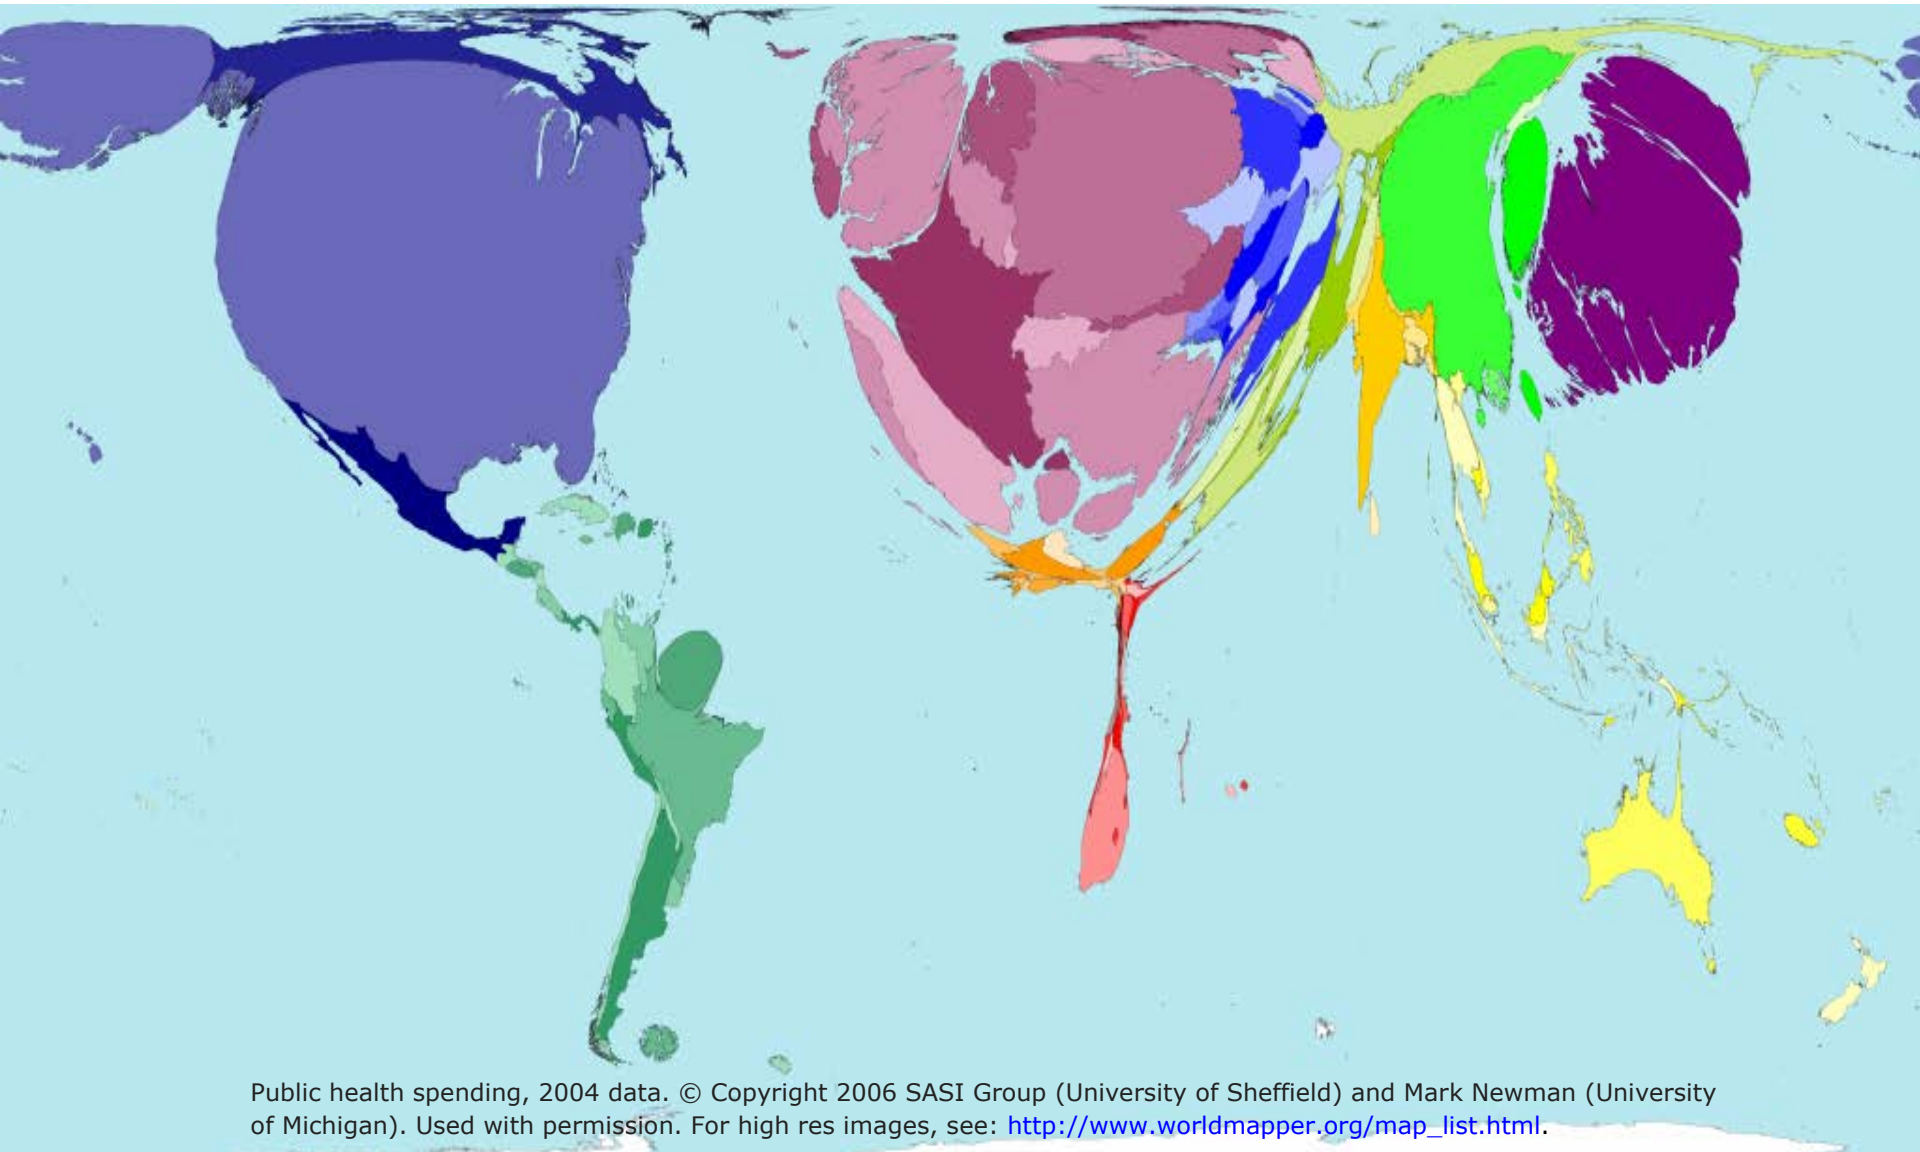 Public health spending, 2004 data. © Copyright 2006 SASI Group (University of Sheffield) and Mark Newman (University
of Michigan). Used with permission. For high res images, see: http://www.worldmapper.org/map_list.html.